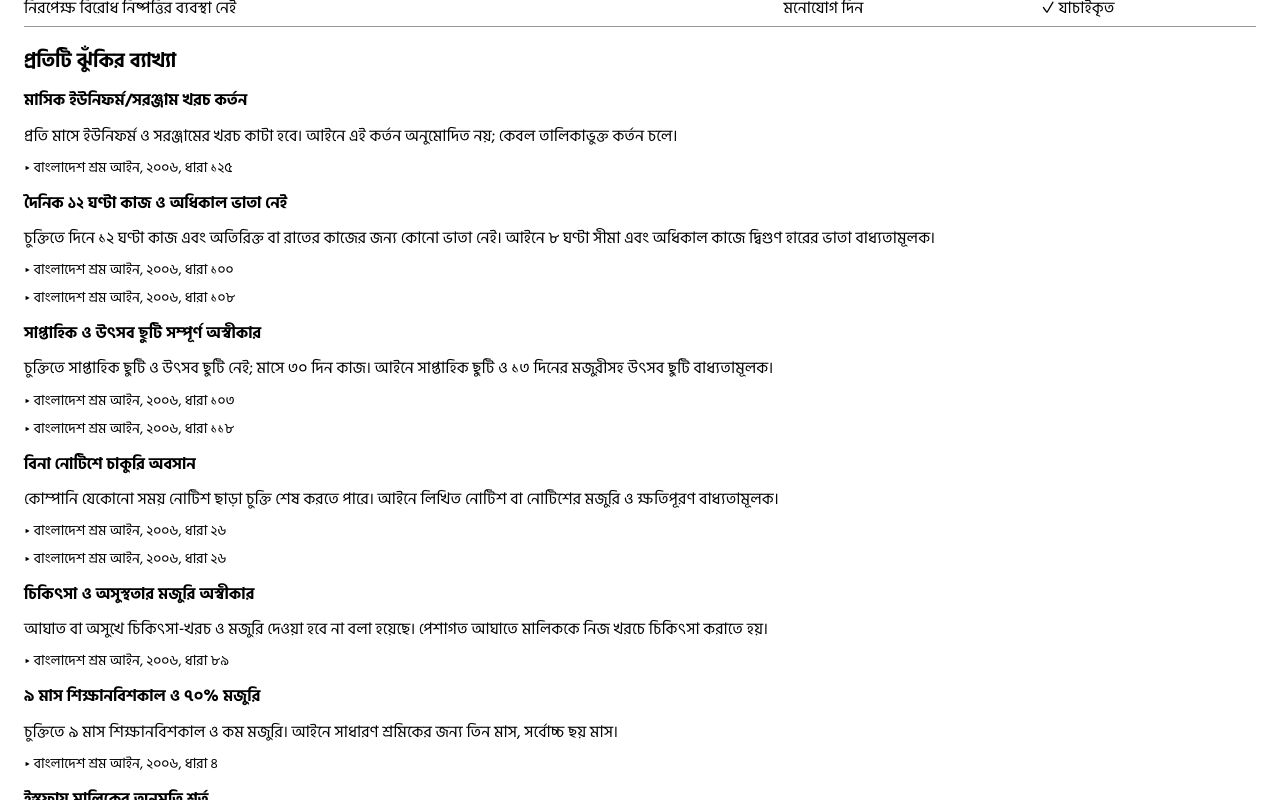 নিরপেক্ষ বিরোধ নিষ্পত্তির ব্যবস্থা নেই মনোযোগ দিন ✓ যাচাইকৃত
প্রতিটি ঝুঁকির ব্যাখ্যা
মাসিক ইউনিফর্ম/সরঞ্জাম খরচ কর্তন
প্রতি মাসে ইউনিফর্ম ও সরঞ্জামের খরচ কাটা হবে। আইনে এই কর্তন অনুমোদিত নয়; কেবল তালিকাভুক্ত কর্তন চলে।
‣ বাংলাদেশ শ্রম আইন, ২০০৬, ধারা ১২৫
দৈনিক ১২ ঘণ্টা কাজ ও অধিকাল ভাতা নেই
চুক্তিতে দিনে ১২ ঘণ্টা কাজ এবং অতিরিক্ত বা রাতের কাজের জন্য কোনো ভাতা নেই। আইনে ৮ ঘণ্টা সীমা এবং অধিকাল কাজে দ্বিগুণ হারের ভাতা বাধ্যতামূলক।
‣ বাংলাদেশ শ্রম আইন, ২০০৬, ধারা ১০০
‣ বাংলাদেশ শ্রম আইন, ২০০৬, ধারা ১০৮
সাপ্তাহিক ও উৎসব ছুটি সম্পূর্ণ অস্বীকার
চুক্তিতে সাপ্তাহিক ছুটি ও উৎসব ছুটি নেই; মাসে ৩০ দিন কাজ। আইনে সাপ্তাহিক ছুটি ও ১৩ দিনের মজুরীসহ উৎসব ছুটি বাধ্যতামূলক।
‣ বাংলাদেশ শ্রম আইন, ২০০৬, ধারা ১০৩
‣ বাংলাদেশ শ্রম আইন, ২০০৬, ধারা ১১৮
বিনা নোটিশে চাকুরি অবসান
কোম্পানি যেকোনো সময় নোটিশ ছাড়া চুক্তি শেষ করতে পারে। আইনে লিখিত নোটিশ বা নোটিশের মজুরি ও ক্ষতিপূরণ বাধ্যতামূলক।
‣ বাংলাদেশ শ্রম আইন, ২০০৬, ধারা ২৬
‣ বাংলাদেশ শ্রম আইন, ২০০৬, ধারা ২৬
চিকিৎসা ও অসুস্থতার মজুরি অস্বীকার
আঘাত বা অসুখে চিকিৎসা-খরচ ও মজুরি দেওয়া হবে না বলা হয়েছে। পেশাগত আঘাতে মালিককে নিজ খরচে চিকিৎসা করাতে হয়।
‣ বাংলাদেশ শ্রম আইন, ২০০৬, ধারা ৮৯
৯ মাস শিক্ষানবিশকাল ও ৭০% মজুরি
চুক্তিতে ৯ মাস শিক্ষানবিশকাল ও কম মজুরি। আইনে সাধারণ শ্রমিকের জন্য তিন মাস, সর্বোচ্চ ছয় মাস।
‣ বাংলাদেশ শ্রম আইন, ২০০৬, ধারা ৪
ইস্তফায় মালিকের অনুমতি শর্ত